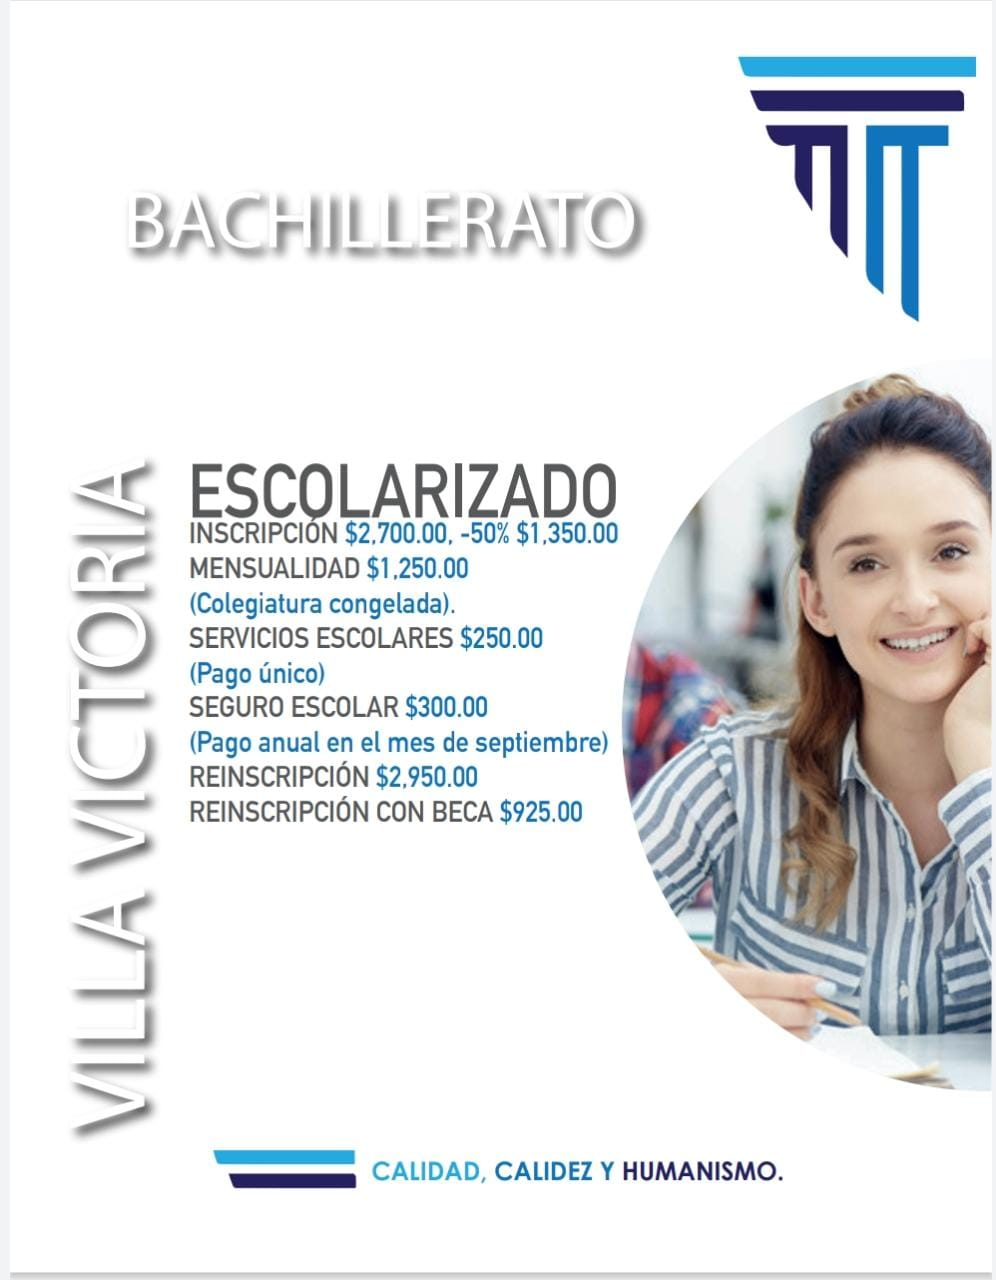 BACHILLERATO
VILLA VICTORIA
ESCOLARIZADO
INSCRIPCIÓN $2,700.00, -50% $1,350.00
MENSUALIDAD $1,250.00
(Colegiatura congelada).
SERVICIOS ESCOLARES $250.00
(Pago único)
SEGURO ESCOLAR $300.00
(Pago anual en el mes de septiembre)
REINSCRIPCIÓN $2,950.00
REINSCRIPCIÓN CON BECA $925.00
CALIDAD, CALIDEZ Y HUMANISMO.